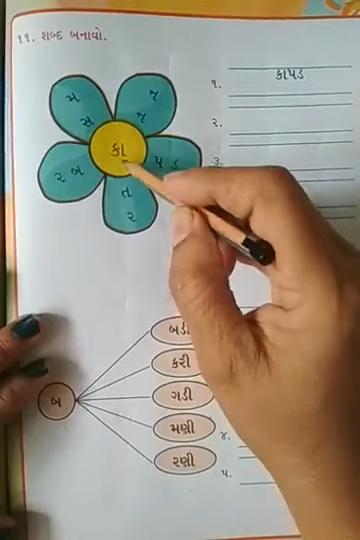 ૧૧. શબ્દ બનાવો.
મ
સ
ન
ન
કા
પ ડ
ત
ર
ર બ
૧. કાપડ
૨.
૩.
બ
બડી
કરી
ગડી
મણી
રણી
૪.
૫.